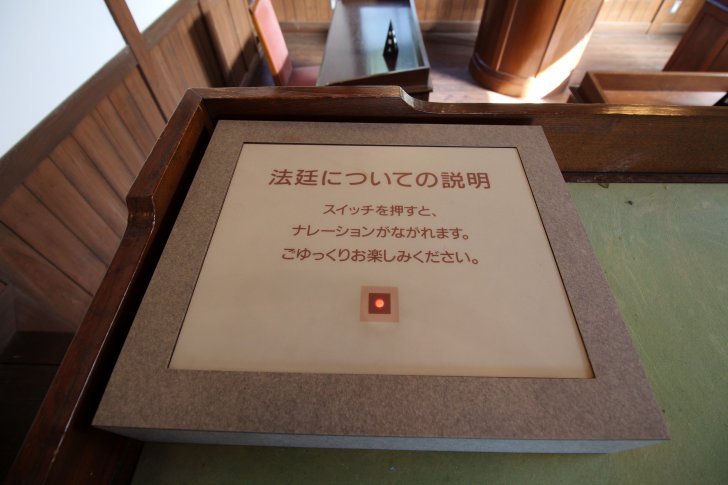 法廷についての説明
スイッチを押すと、
ナレーションがながれます。
ごゆっくりお楽しみください。